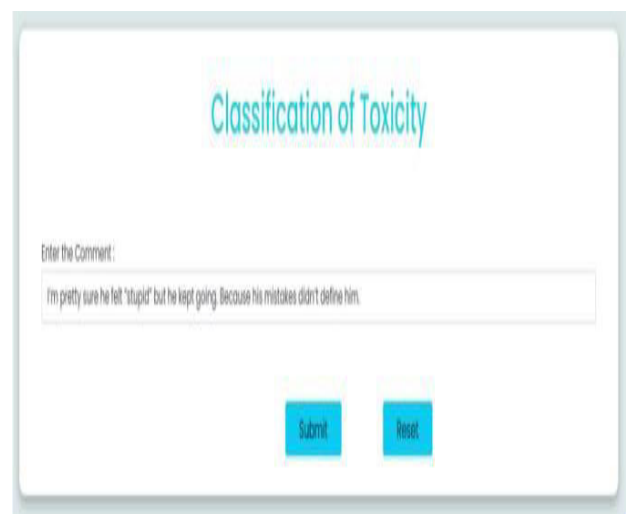 Classification of Toxicity
Enter the Comment :
I'm pretty sure he felt "stupid" but he kept going. Because his mistakes didn't define him.
Submit
Reset